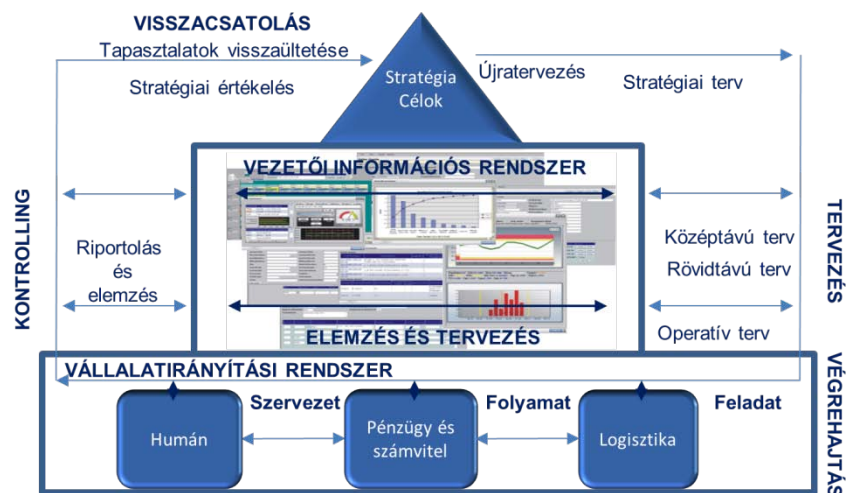 VISSZACSATOLÁS
Tapasztalatok visszaültetése
Stratégiai értékelés
Stratégia
Célok
Újratervezés
Stratégiai terv
VEZETŐI INFORMÁCIÓS RENDSZER
KONTROLLING
Riportolás
és
elemzés
Középtávú terv
Rövidtávú terv
TERVEZÉS
ELEMZÉS ÉS TERVEZÉS
Operatív terv
VÁLLALATIRÁNYÍTÁSI RENDSZER
Szervezet
Folyamat
Feladat
Humán
Pénzügy és
számvitel
Logisztika
VÉGREHAJTÁS